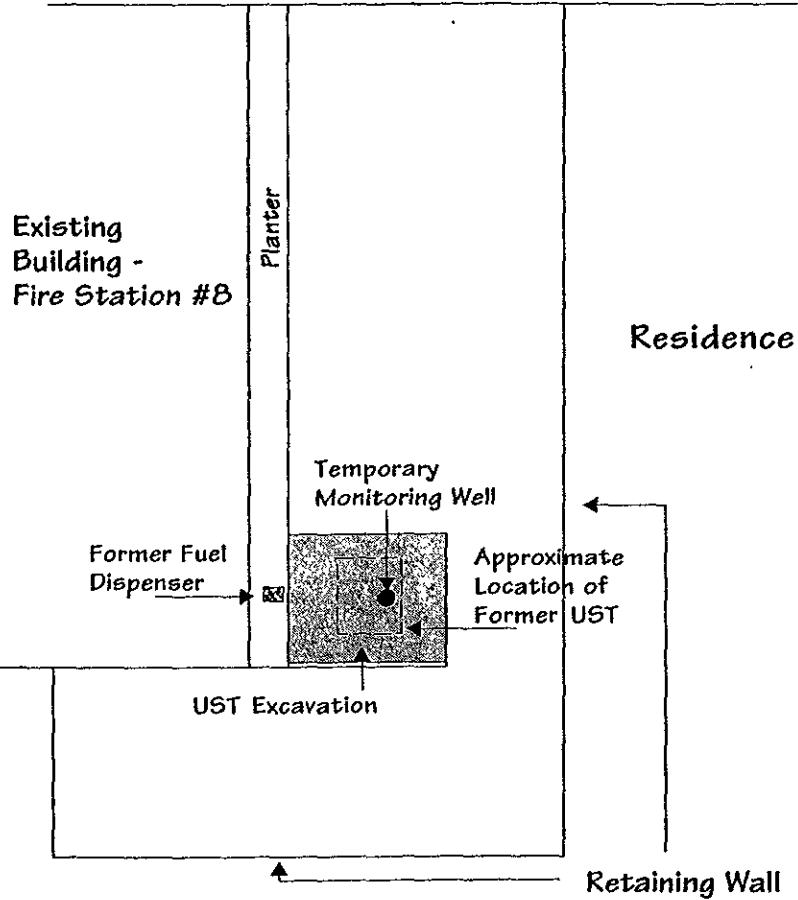 Existing
Building -
Fire Station #8
Planter
Residence
Temporary
Monitoring Well
Former Fuel
Dispenser
Approximate
Location of
Former UST
UST Excavation
Retaining Wall